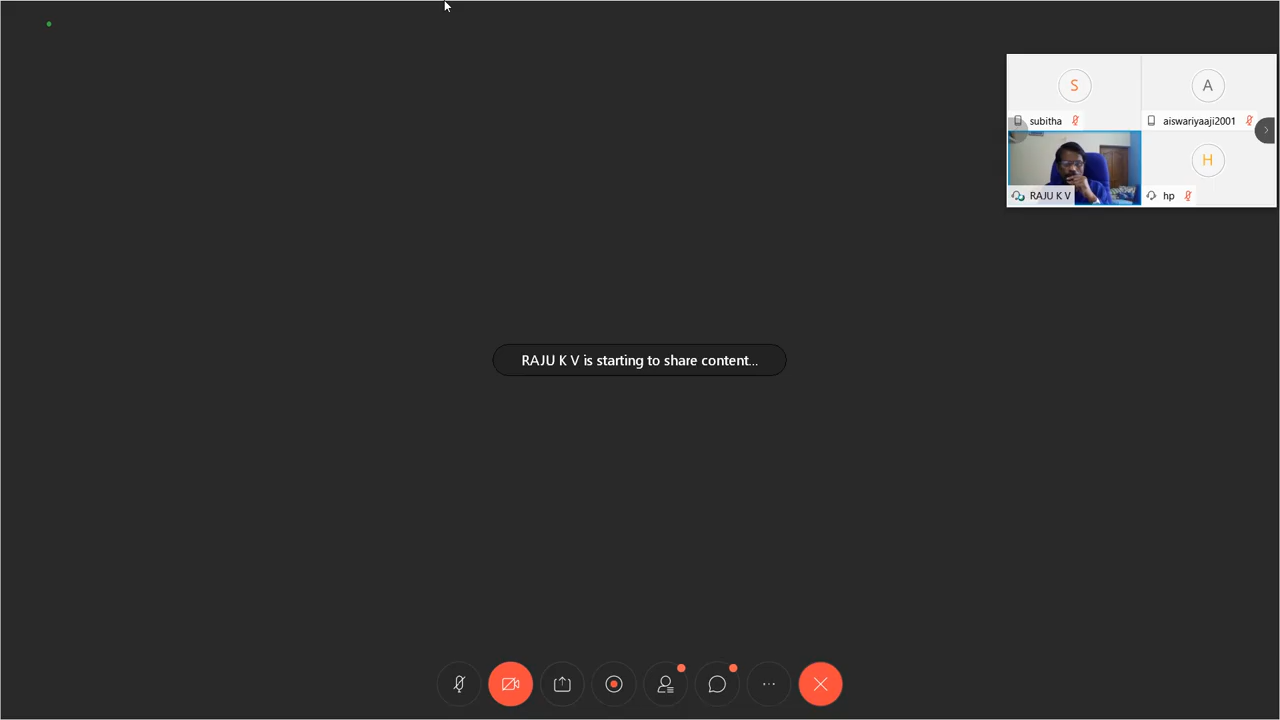 S
A
subitha
aiswariyaaji2001
H
RAJU K V
hp
RAJU K V is starting to share content...